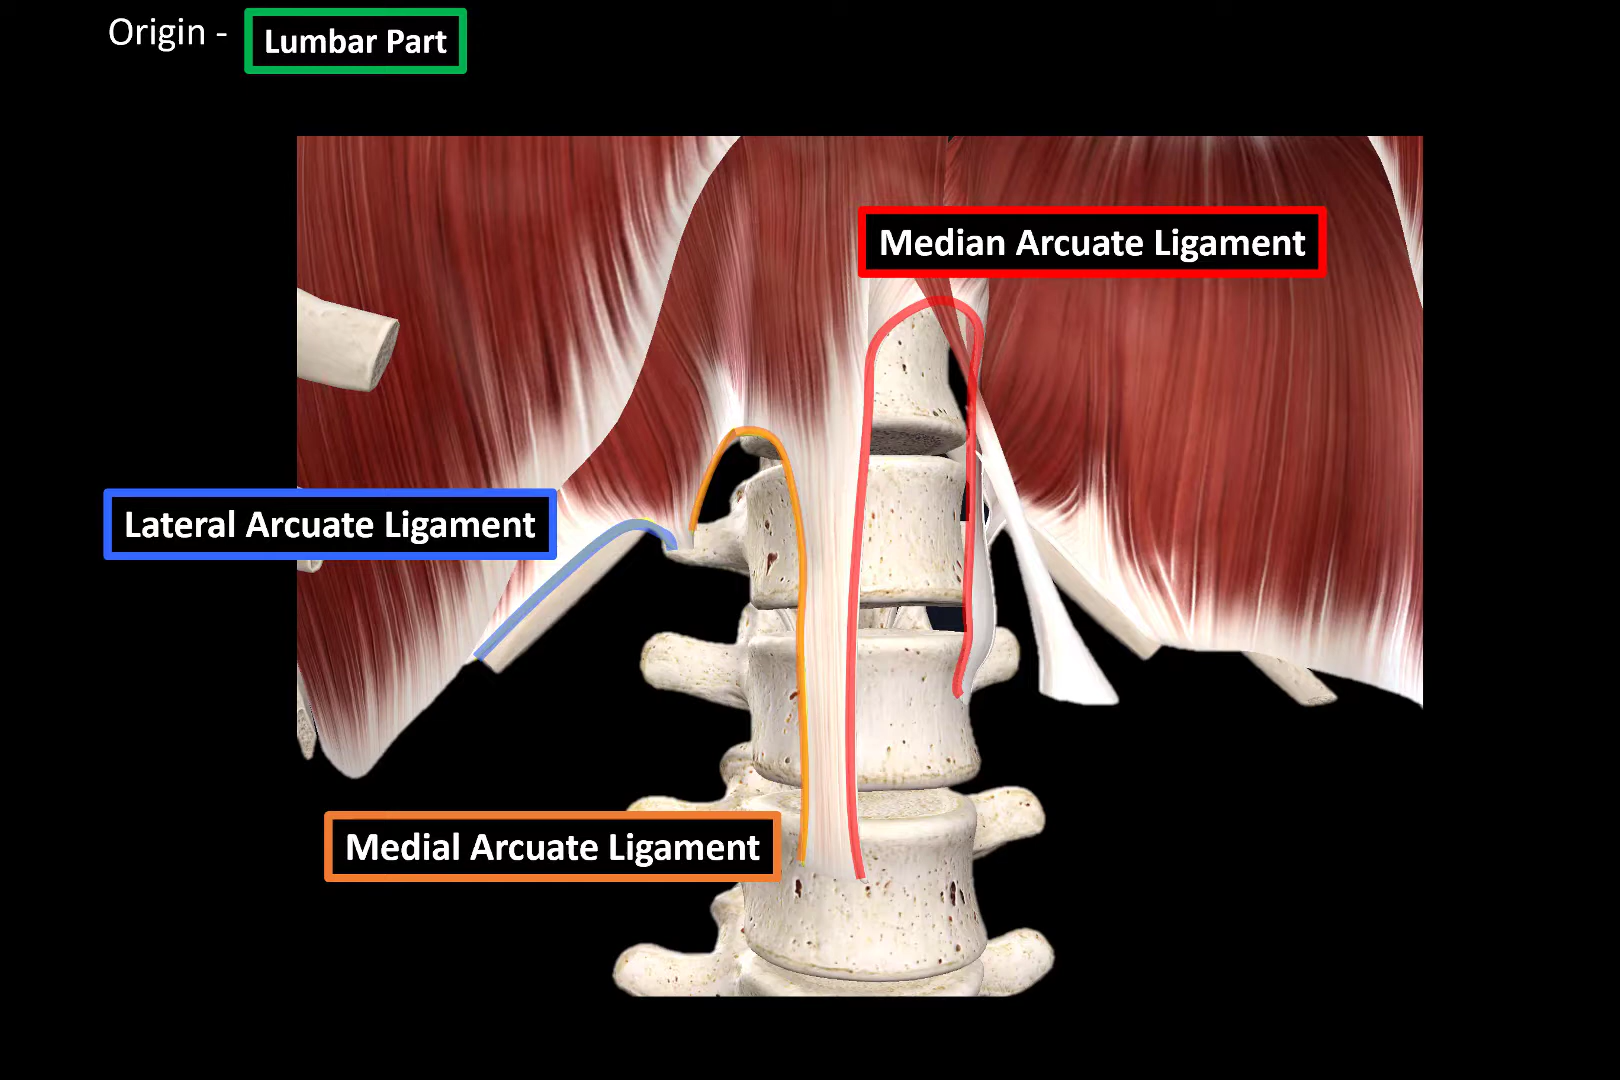 Origin - Lumbar Part
Median Arcuate Ligament
Lateral Arcuate Ligament
Medial Arcuate Ligament